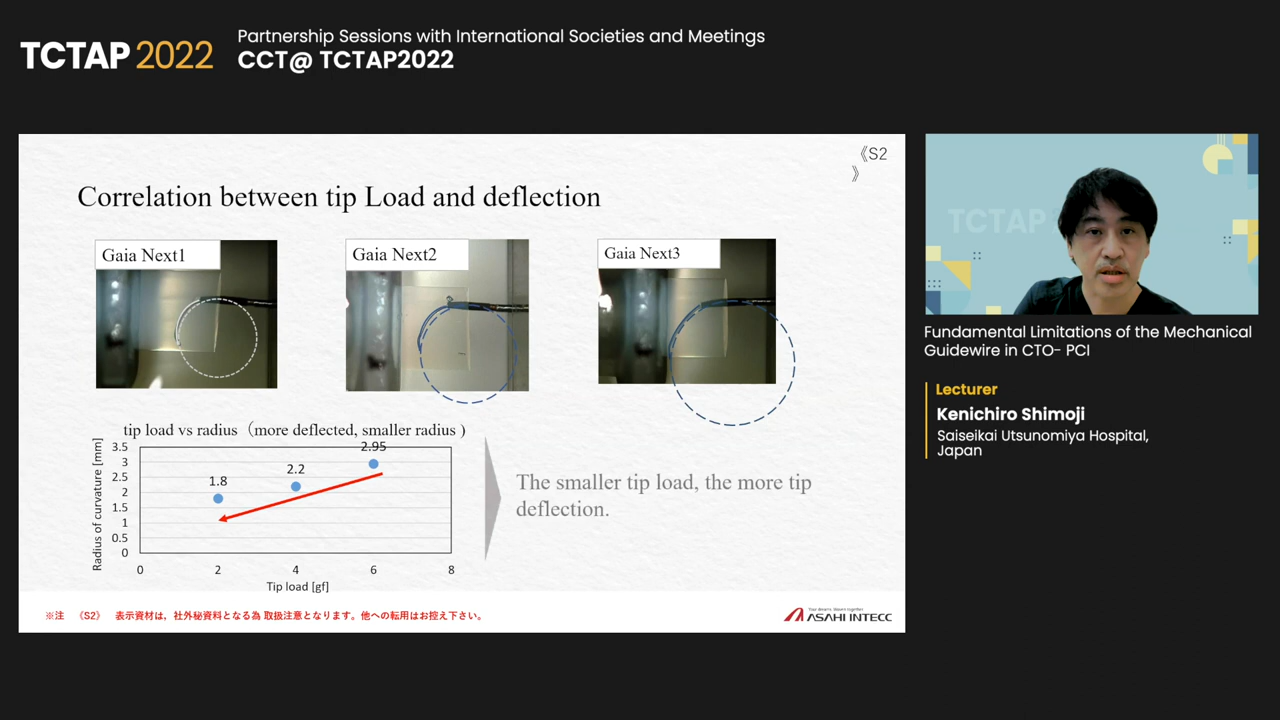 TCTAP 2022
Partnership Sessions with International Societies and Meetings
CCT@ TCTAP2022
《S2
》
Correlation between tip Load and deflection
Gaia Next1
Gaia Next2
Gaia Next3
tip load vs radius（more deflected, smaller radius )
Radius of curvature [mm]
3.5
3
2.5
2
1.5
1
0.5
0
1.8
2.2
2.95
0
2
4
6
8
Tip load [gf]
The smaller tip load, the more tip
deflection.
※注 《S2》 表示資材は，社外秘資料となる為 取扱注意となります。他への転用はお控え下さい。
Your dreams. Woven together.
ASAHI INTECC
TCTAP
Fundamental Limitations of the Mechanical
Guidewire in CTO- PCI
Lecturer
Kenichiro Shimoji
Saiseikai Utsunomiya Hospital,
Japan